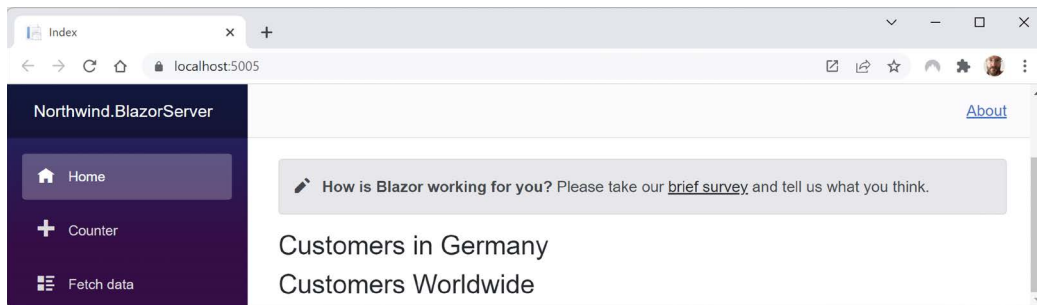 Index
localhost:5005
Northwind.BlazorServer
About
Home
How is Blazor working for you? Please take our brief survey and tell us what you think.
Counter
Customers in Germany
Fetch data
Customers Worldwide